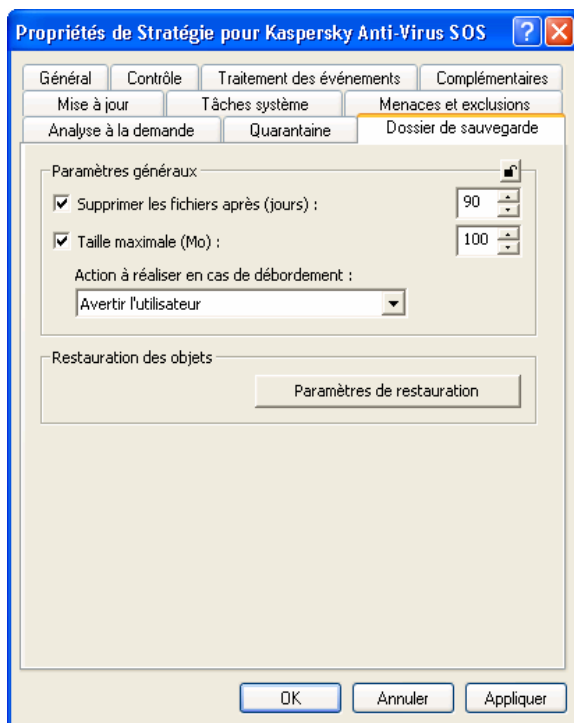 Propriétés de Stratégie pour Kaspersky Anti-Virus SOS ?
Général Contrôle Traitement des événements Complémentaires
Mise à jour Tâches système Menaces et exclusions
Analyse à la demande Quarantaine Dossier de sauvegarde
Paramètres généraux
Supprimer les fichiers après (jours) : 90
Taille maximale (Mo) : 100
Action à réaliser en cas de débordement :
Avertir l'utilisateur
Restauration des objets
Paramètres de restauration
OK Annuler Appliquer